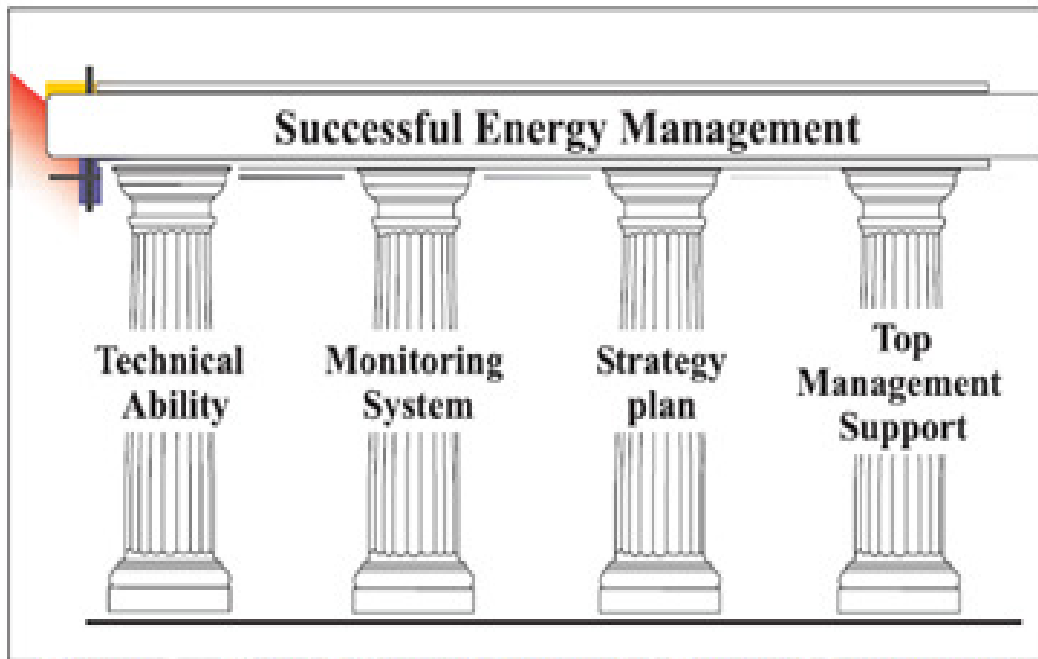 Successful Energy Management
Technical
Ability
Monitoring
System
Strategy
plan
Top
Management
Support